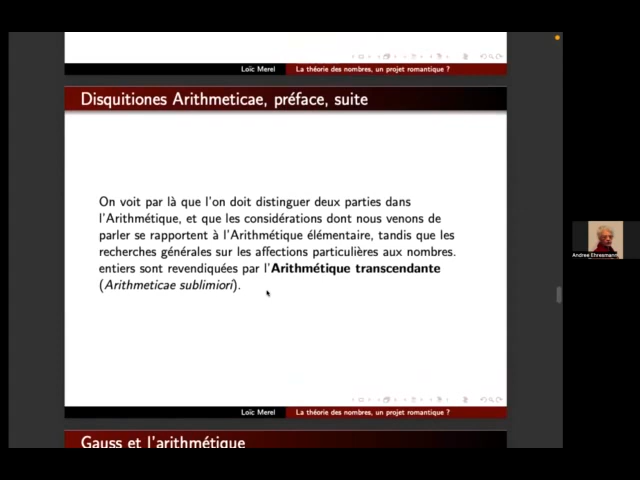 Loïc Merel La théorie des nombres, un projet romantique ?
Disquitiones Arithmeticae, préface, suite
On voit par là que l'on doit distinguer deux parties dans
l'Arithmétique, et que les considérations dont nous venons de
parler se rapportent à l'Arithmétique élémentaire, tandis que les
recherches générales sur les affections particulières aux nombres.
entiers sont revendiquées par l'Arithmétique transcendante
(Arithmeticae sublimiori).
Andree Ehresmann
Loïc Merel La théorie des nombres, un projet romantique ?
Gauss et l'arithmétique